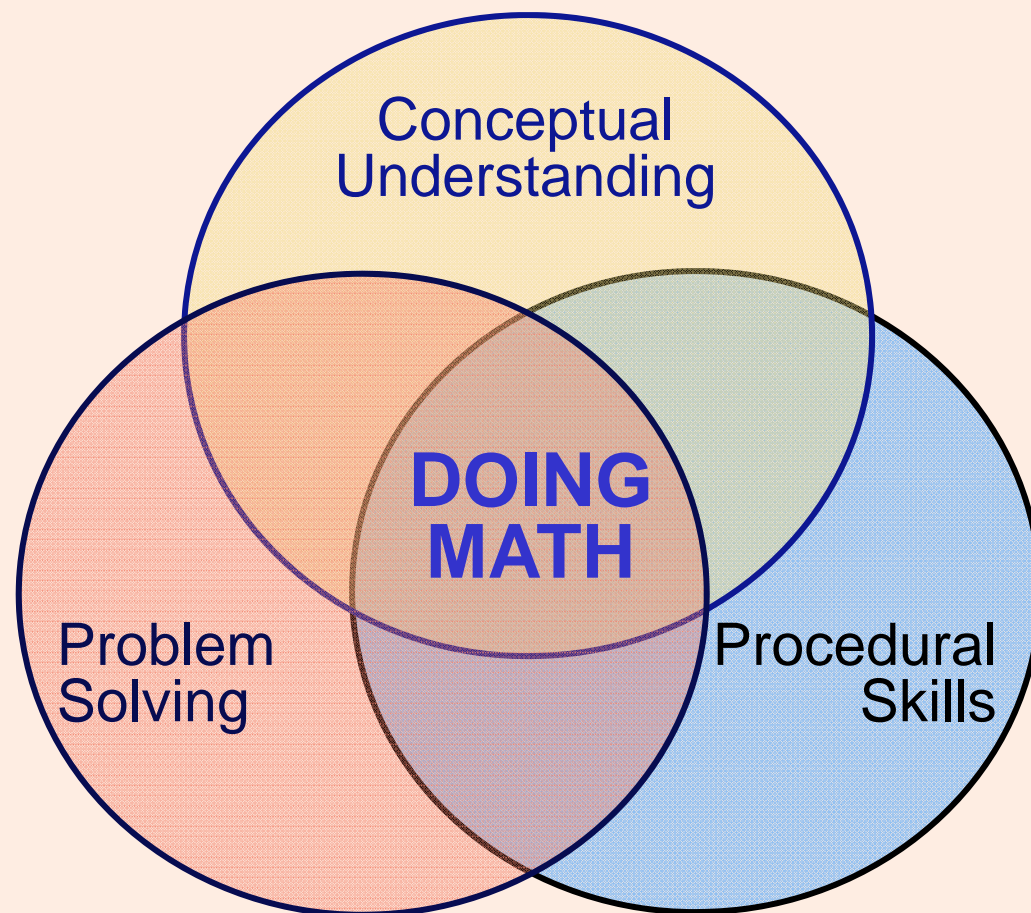 Conceptual
Understanding
DOING
MATH
Problem
Solving
Procedural
Skills